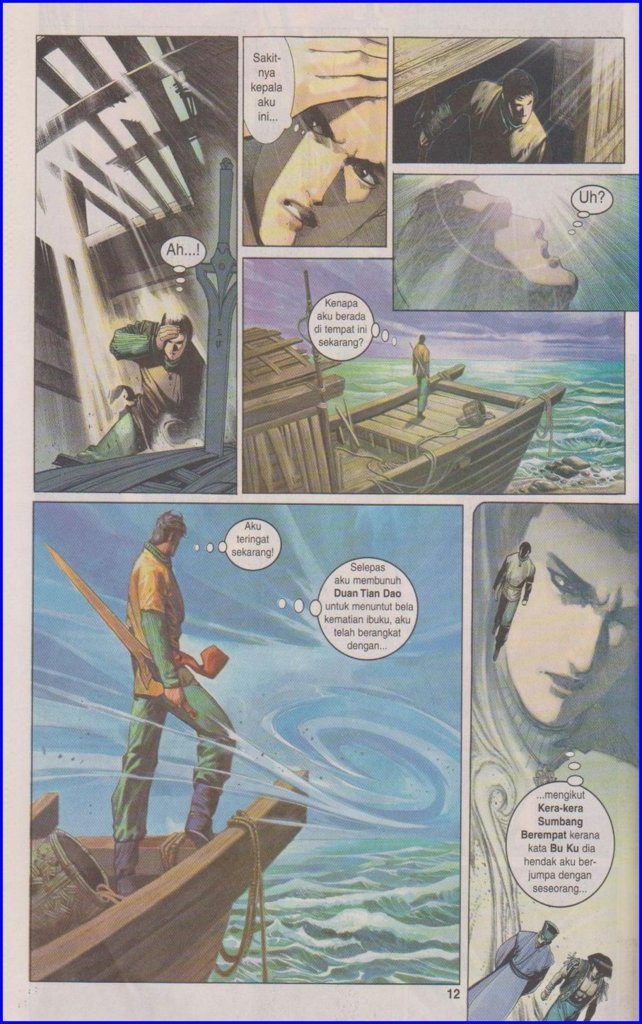 Ah...!
Sakit-
nya
kepala
aku
ini...
Uh?
Kenapa
aku berada
di tempat ini
sekarang?
Aku
teringat
sekarang!
Selepas
aku membunuh
Duan Tian Dao
untuk menuntut bela
kematian ibuku, aku
telah berangkat
dengan...
...mengikut
Kera-kera
Sumbang
Berempat kerana
kata Bu Ku dia
hendak aku ber-
jumpa dengan
seseorang...
12